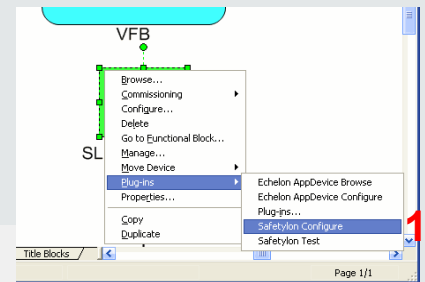 VFB
Browse...
Commissioning
Configure...
Delete
Go to Functional Block...
SL
Manage...
Move Device
Plug-ins
Echelon AppDevice Browse
Properties...
Echelon AppDevice Configure
Plug-ins...
Copy
Safetylon Configure
1
Duplicate
Safetylon Test
Title Blocks
Page 1/1